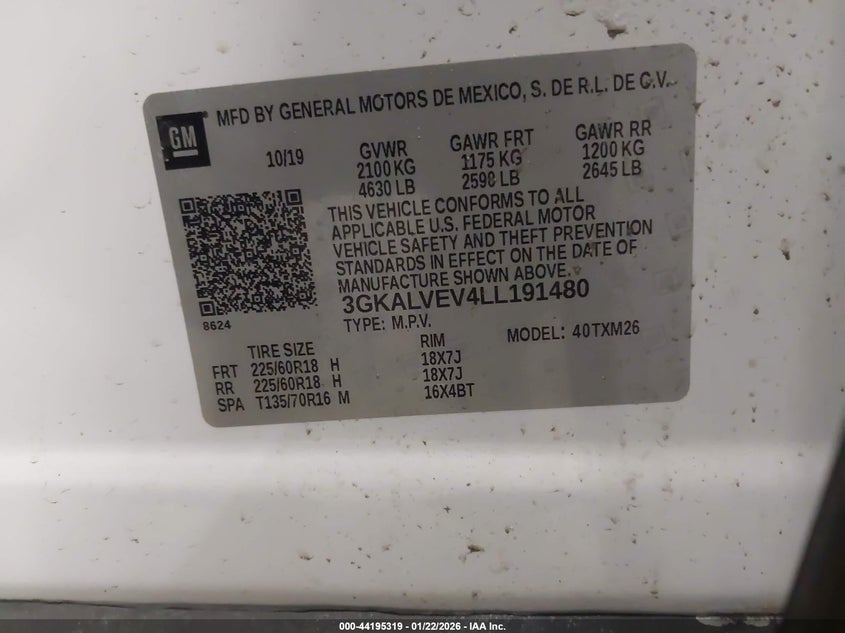 GM
MFD BY GENERAL MOTORS DE MEXICO, S. DE R.L. DE C.V.
10/19 GVWR GAWR FRT GAWR RR
2100 KG 1175 KG 1200 KG
4630 LB 2590 LB 2645 LB
THIS VEHICLE CONFORMS TO ALL
APPLICABLE U.S. FEDERAL MOTOR
VEHICLE SAFETY AND THEFT PREVENTION
STANDARDS IN EFFECT ON THE DATE OF
MANUFACTURE SHOWN ABOVE.
3GKALVEV4LL191480
8624
TYPE: M.P.V. MODEL: 40TXM26
TIRE SIZE RIM
FRT 225/60R18 H 18X7J
RR 225/60R18 H 18X7J
SPA T135/70R16 M 16X4BT
000-44195319 - 01/22/2026 - IAA Inc.